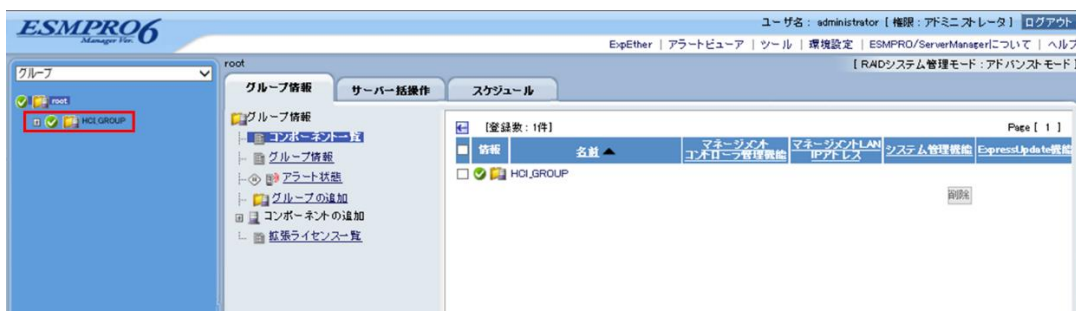 ESMPRO6
Manager Ver.
ユーザ名 : administrator [ 権限 : アドミニストレータ ] ログアウト
ExpEther | アラートビューア | ツール | 環境設定 | ESMPRO/ServerManagerについて | ヘルプ
グループ
root
[ RAIDシステム管理モード : アドバンストモード ]
root
HCI_GROUP
グループ情報
サーバー括操作
スケジュール
グループ情報
コンポーネント一覧
グループ情報
アラート状態
グループの追加
コンポーネントの追加
拡張ライセンス一覧
[登録数 : 1件]
Page [ 1 ]
情報
名前 ▲
マネージメント
コントローラ管理機能
マネージメントLAN
IPアドレス
システム管理機能
ExpressUpdate機能
HCI_GROUP
削除